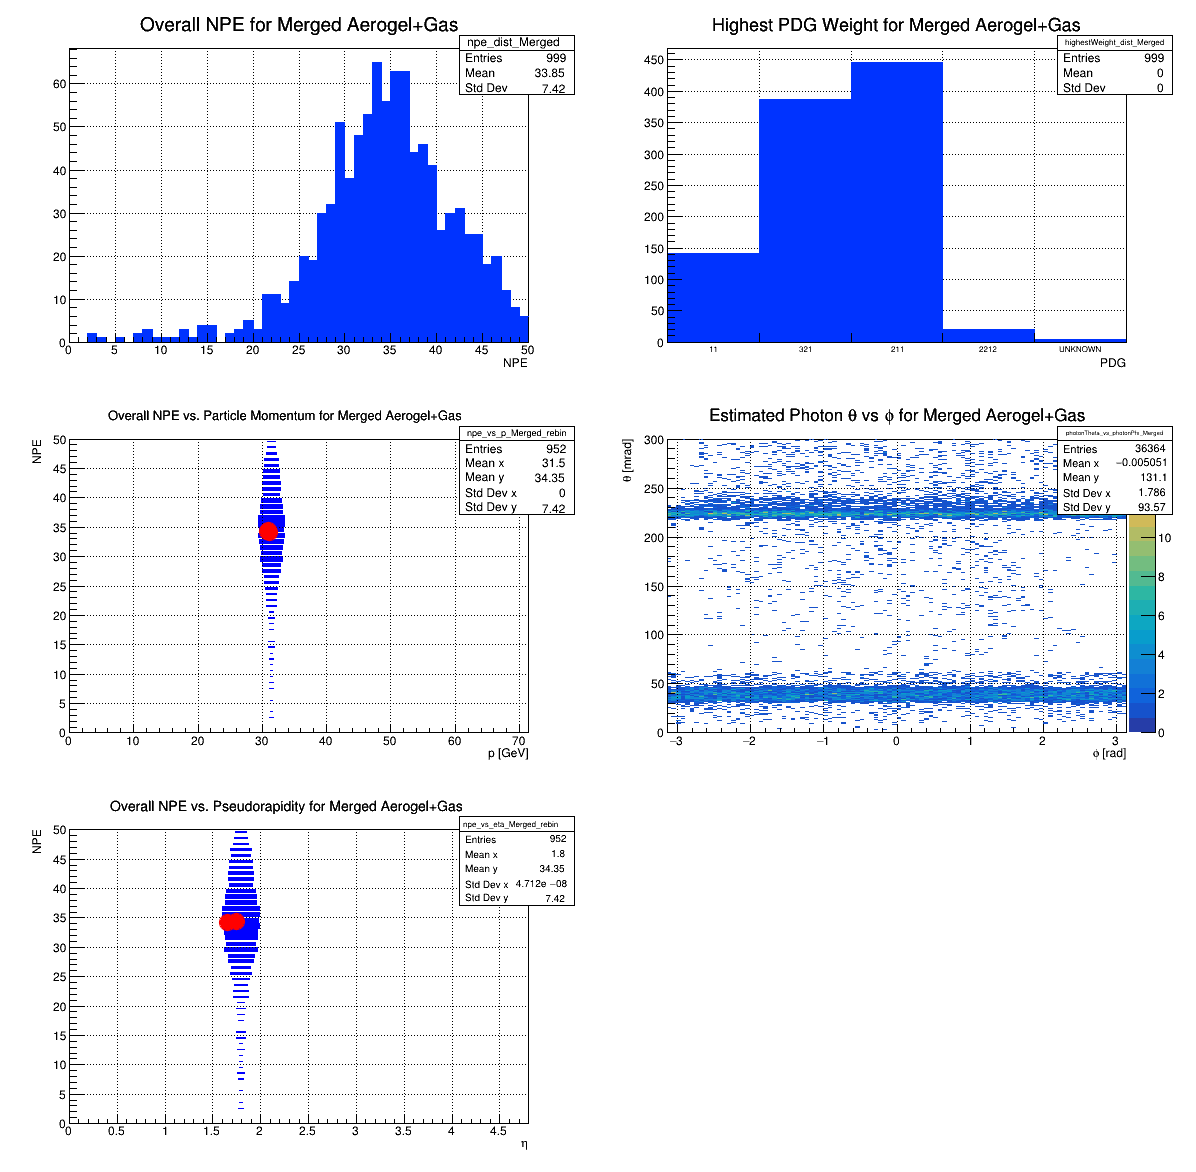 Overall NPE for Merged Aerogel+Gas
npe_dist_Merged
Entries 999
Mean 33.85
Std Dev 7.42
60
50
40
30
20
10
0
0 5 10 15 20 25 30 35 40 45 50
NPE
Highest PDG Weight for Merged Aerogel+Gas
highestWeight_dist_Merged
Entries 999
Mean 0
Std Dev 0
450
400
350
300
250
200
150
100
50
0
11 321 211 2212 UNKNOWN
PDG
Overall NPE vs. Particle Momentum for Merged Aerogel+Gas
npe_vs_p_Merged_rebin
Entries 952
Mean x 31.5
Mean y 34.35
Std Dev x 0
Std Dev y 7.42
NPE
50
45
40
35
30
25
20
15
10
5
0
0 10 20 30 40 50 60 70
p [GeV]
Estimated Photon θ vs ϕ for Merged Aerogel+Gas
photonTheta_vs_photonPhi_Merged
Entries 36364
Mean x −0.005051
Mean y 131.1
Std Dev x 1.786
Std Dev y 93.57
θ [mrad]
300
250
200
150
100
50
0
−3 −2 −1 0 1 2 3
ϕ [rad]
10
8
6
4
2
0
Overall NPE vs. Pseudorapidity for Merged Aerogel+Gas
npe_vs_eta_Merged_rebin
Entries 952
Mean x 1.8
Mean y 34.35
Std Dev x 4.712e −08
Std Dev y 7.42
NPE
50
45
40
35
30
25
20
15
10
5
0
0 0.5 1 1.5 2 2.5 3 3.5 4 4.5
η